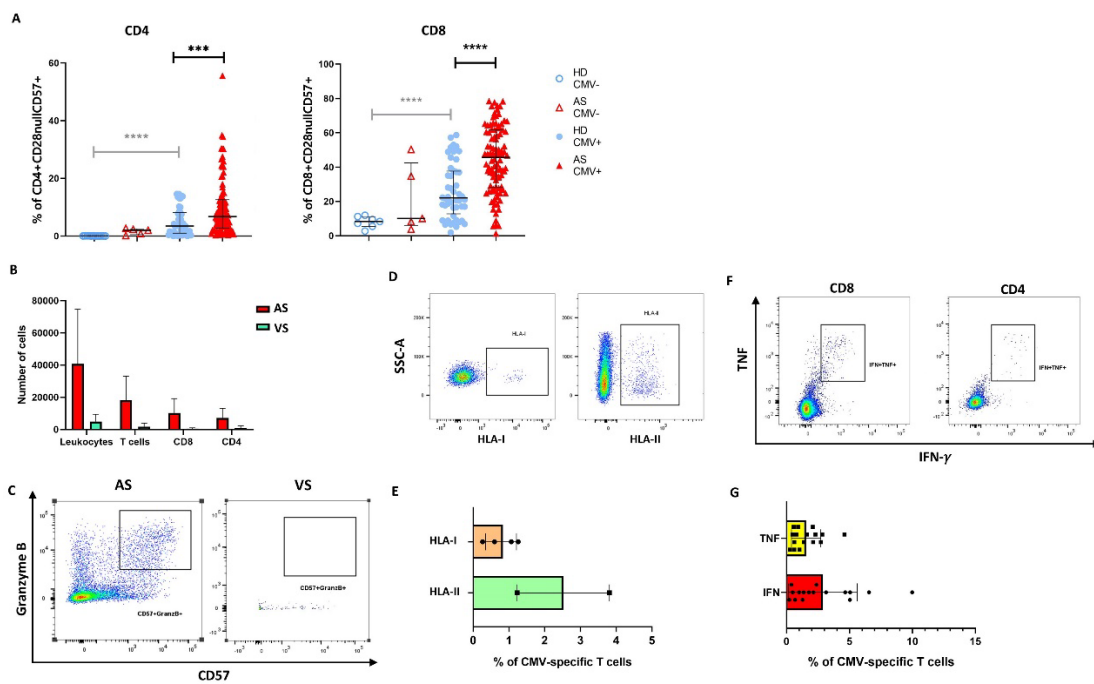 A
CD4
CD8
% of CD4+CD28nullCD57+
60
40
20
0
****
***
% of CD8+CD28nullCD57+
100
80
60
40
20
0
****
****
HD
CMV-
AS
CMV-
HD
CMV+
AS
CMV+
B
Number of cells
80000
60000
40000
20000
0
Leukocytes
T cells
CD8
CD4
AS
VS
C
AS
VS
Granzyme B
CD57+GranzB+
CD57+GranzB+
CD57
D
SSC-A
HLA-I
HLA-II
HLA-I
HLA-II
E
HLA-I
HLA-II
0 1 2 3 4 5
% of CMV-specific T cells
F
CD8
CD4
TNF
IFN+TNF+
IFN+TNF+
IFN-γ
G
TNF
IFN
0 5 10 15
% of CMV-specific T cells